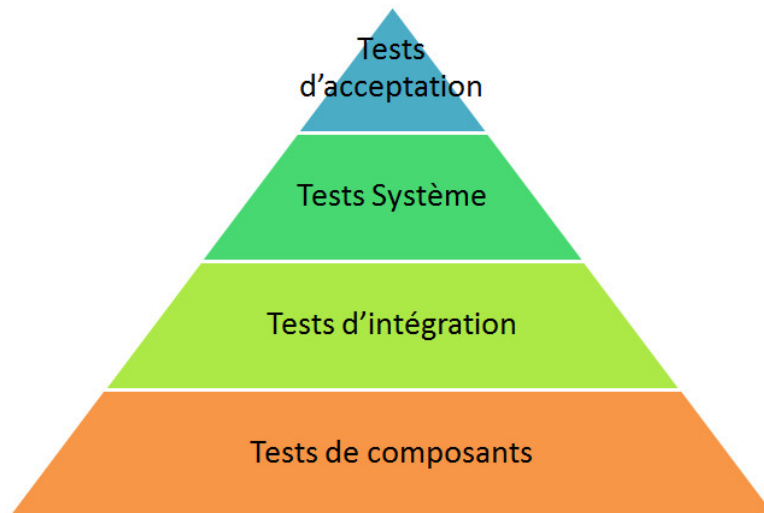 Tests
d’acceptation
Tests Système
Tests d’intégration
Tests de composants